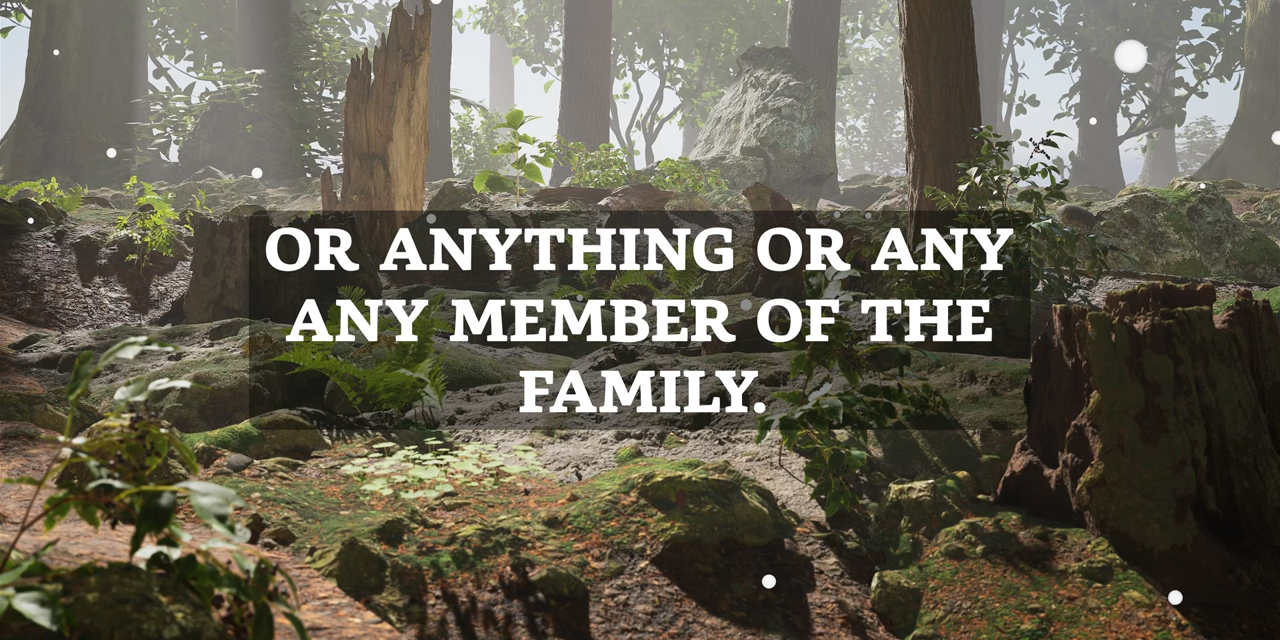 OR ANYTHING OR ANY
ANY MEMBER OF THE
FAMILY.